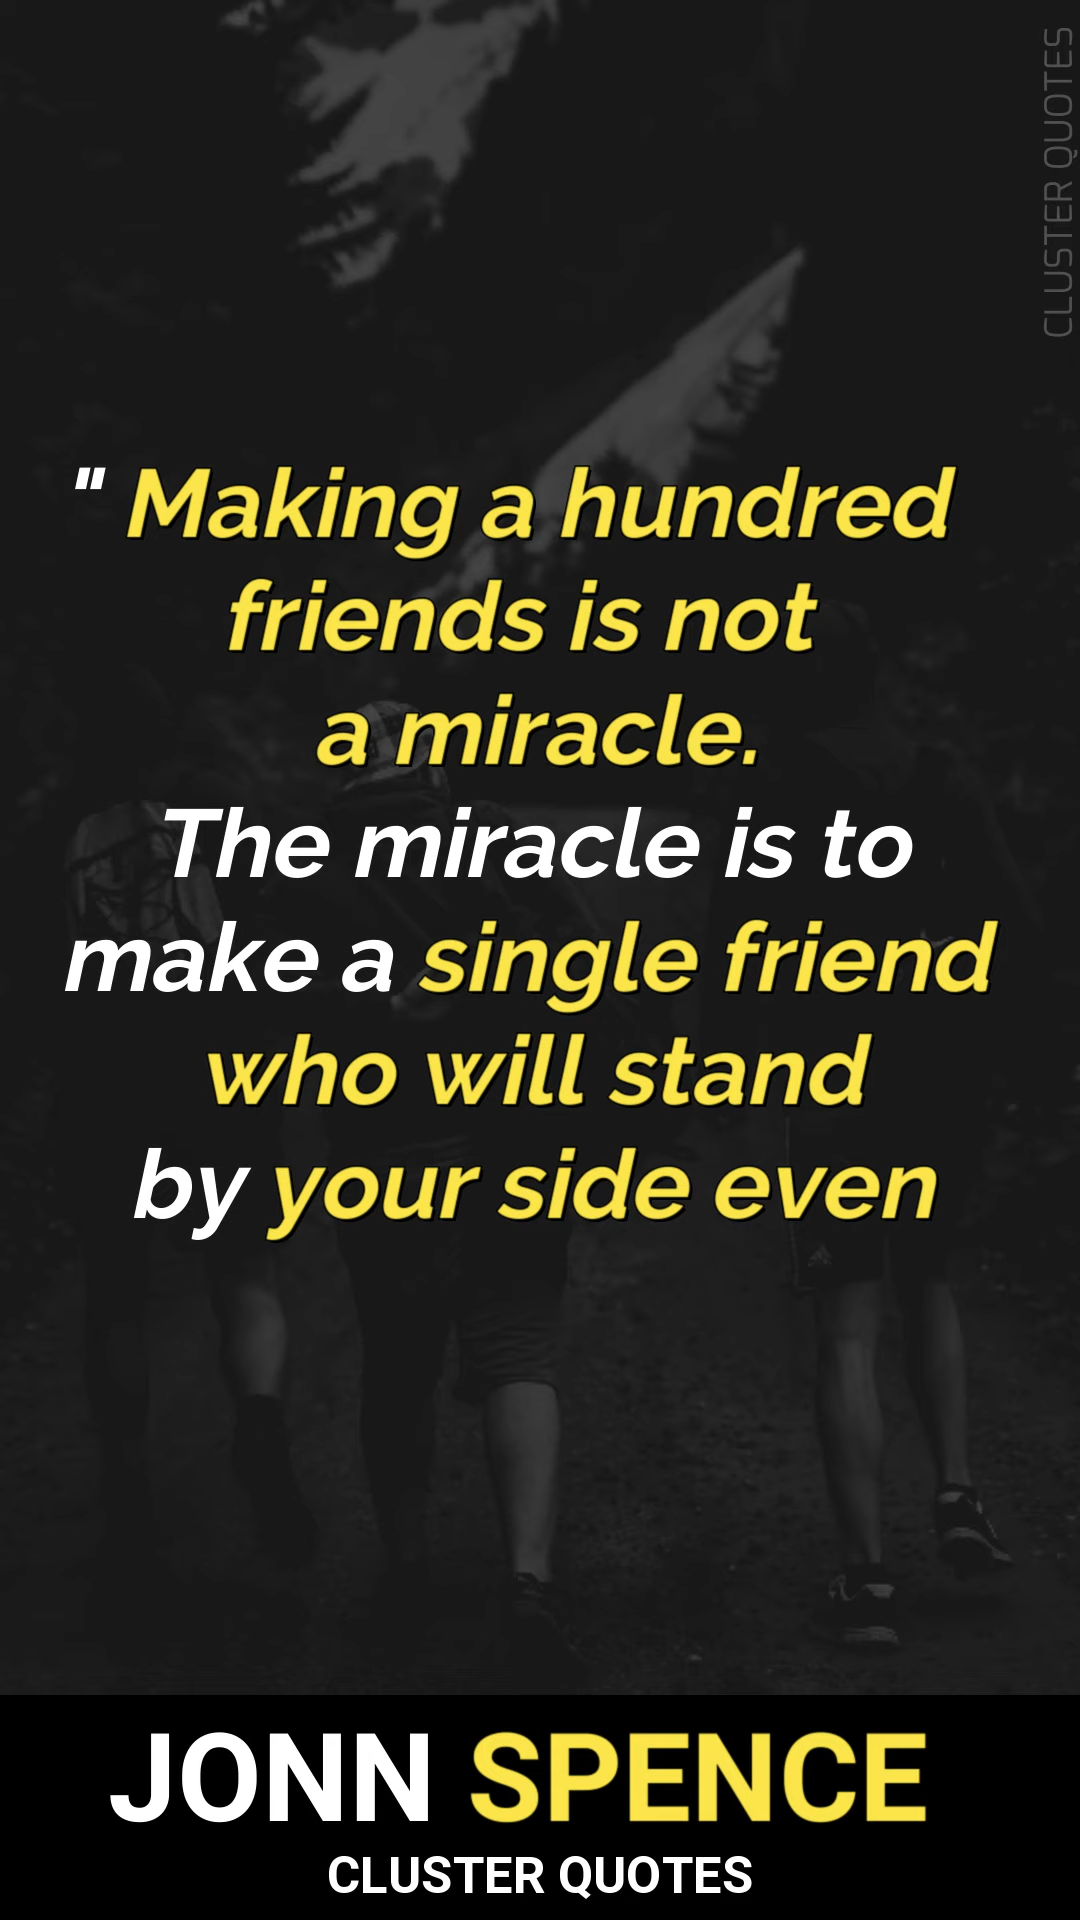 CLUSTER QUOTES
" Making a hundred
friends is not
a miracle.
The miracle is to
make a single friend
who will stand
by your side even
JONN SPENCE
CLUSTER QUOTES